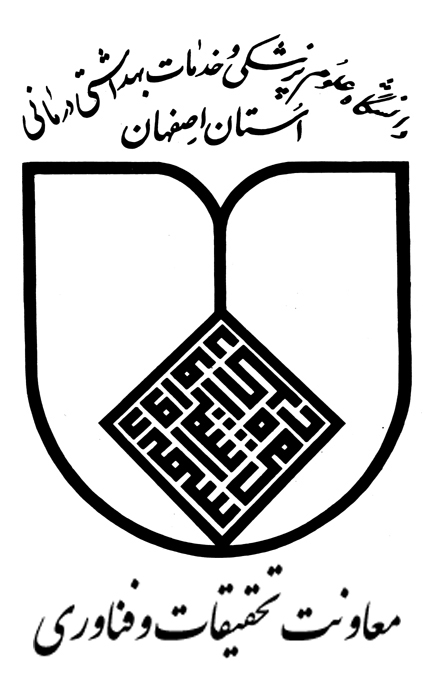 دانشگاه علوم پزشکی و خدمات بهداشتی درمانی
استان اصفهان
معاونت تحقیقات و فناوری